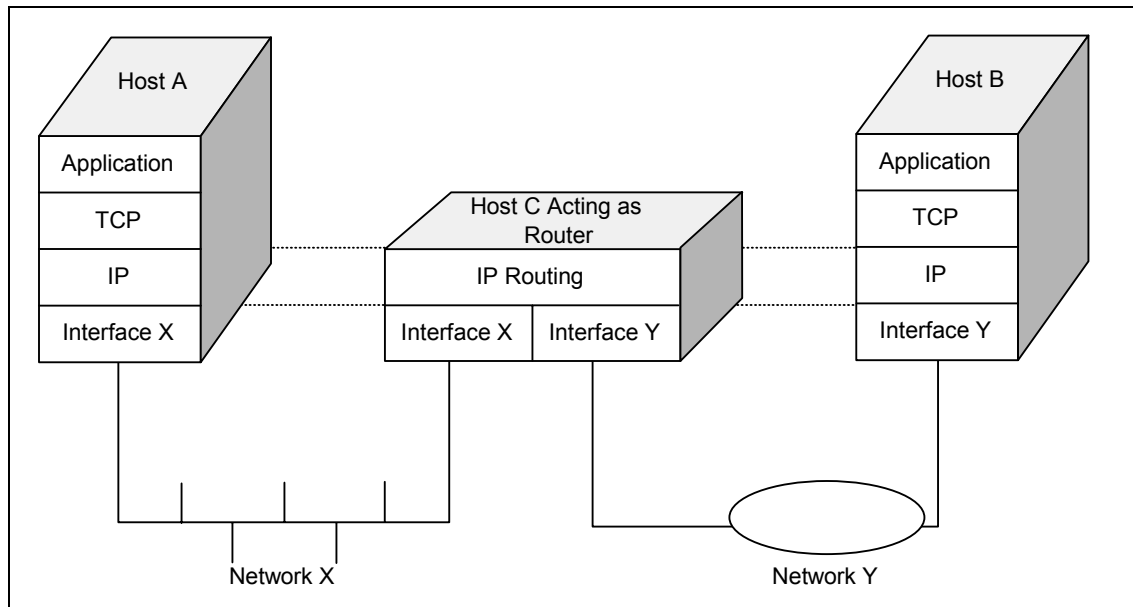 Host A
Application
TCP
IP
Interface X
Host C Acting as
Router
IP Routing
Interface X
Interface Y
Host B
Application
TCP
IP
Interface Y
Network X
Network Y